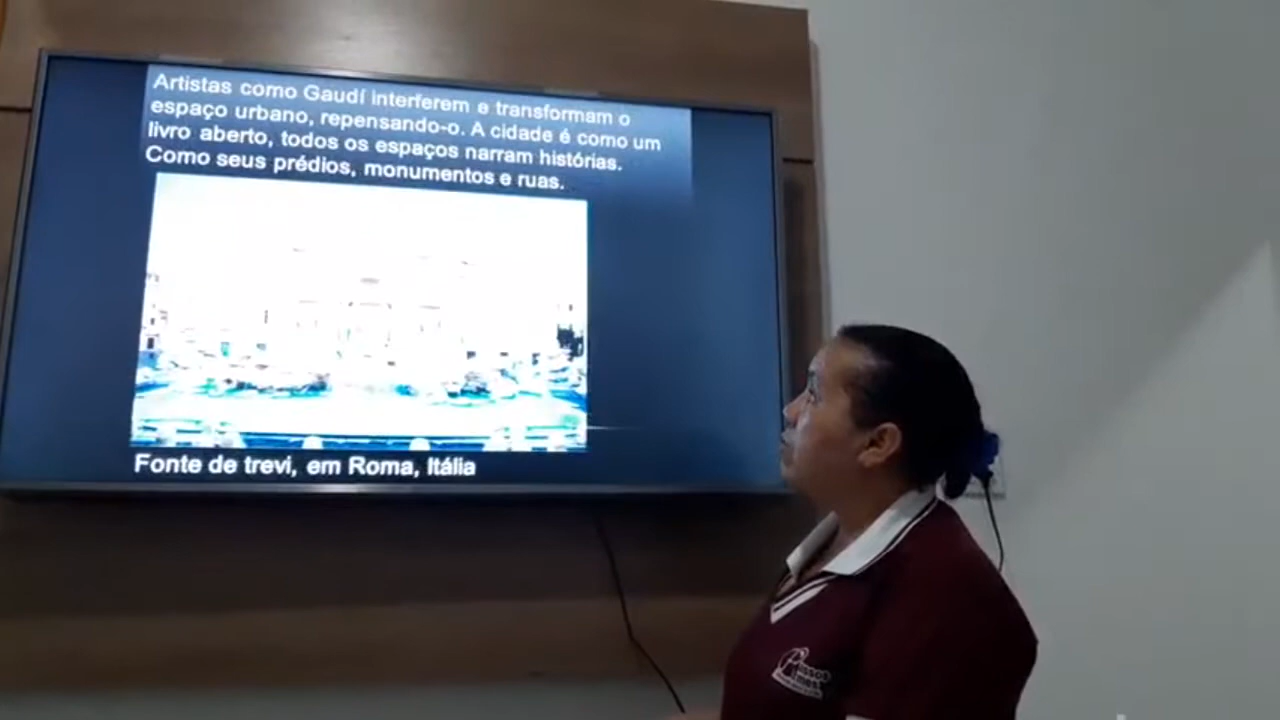 Artistas como Gaudí interferem e transformam o
espaço urbano, repensando-o. A cidade é como um
livro aberto, todos os espaços narram histórias.
Como seus prédios, monumentos e ruas.
Fonte de trevi, em Roma, Itália